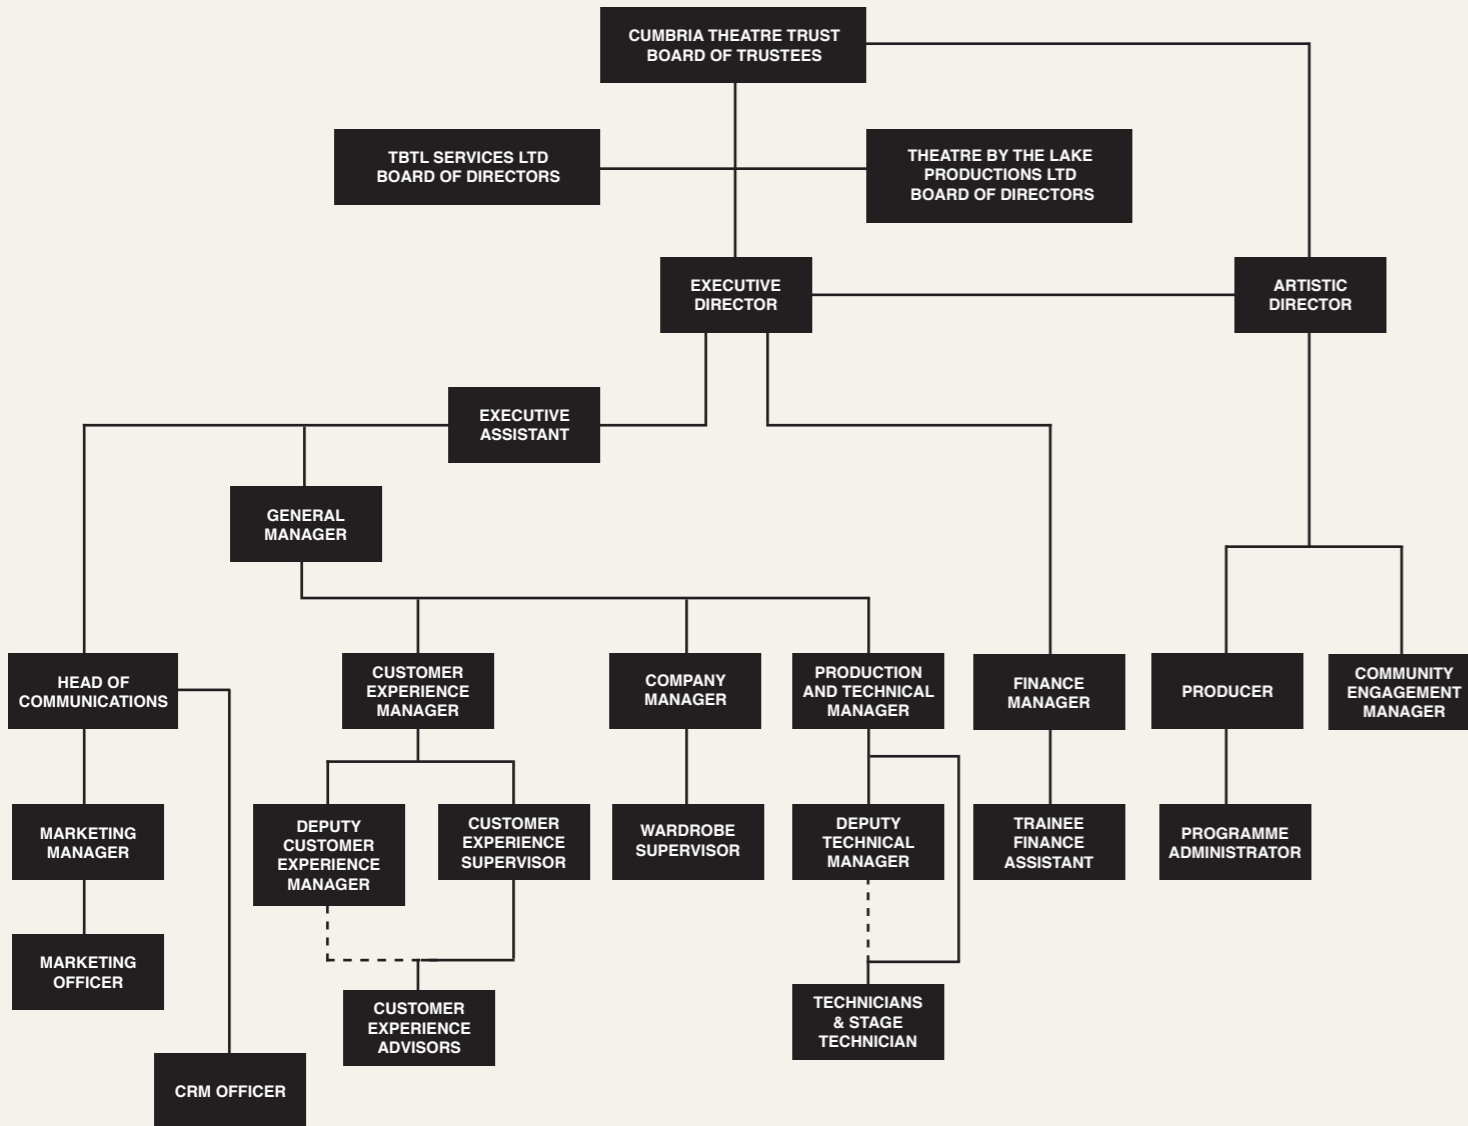 CUMBRIA THEATRE TRUST
BOARD OF TRUSTEES
TBTL SERVICES LTD
BOARD OF DIRECTORS
THEATRE BY THE LAKE
PRODUCTIONS LTD
BOARD OF DIRECTORS
EXECUTIVE
DIRECTOR
ARTISTIC
DIRECTOR
EXECUTIVE
ASSISTANT
GENERAL
MANAGER
HEAD OF
COMMUNICATIONS
CUSTOMER
EXPERIENCE
MANAGER
COMPANY
MANAGER
PRODUCTION
AND TECHNICAL
MANAGER
FINANCE
MANAGER
PRODUCER
COMMUNITY
ENGAGEMENT
MANAGER
MARKETING
MANAGER
DEPUTY
CUSTOMER
EXPERIENCE
MANAGER
CUSTOMER
EXPERIENCE
SUPERVISOR
WARDROBE
SUPERVISOR
DEPUTY
TECHNICAL
MANAGER
TRAINEE
FINANCE
ASSISTANT
PROGRAMME
ADMINISTRATOR
MARKETING
OFFICER
CUSTOMER
EXPERIENCE
ADVISORS
TECHNICIANS
& STAGE
TECHNICIAN
CRM OFFICER